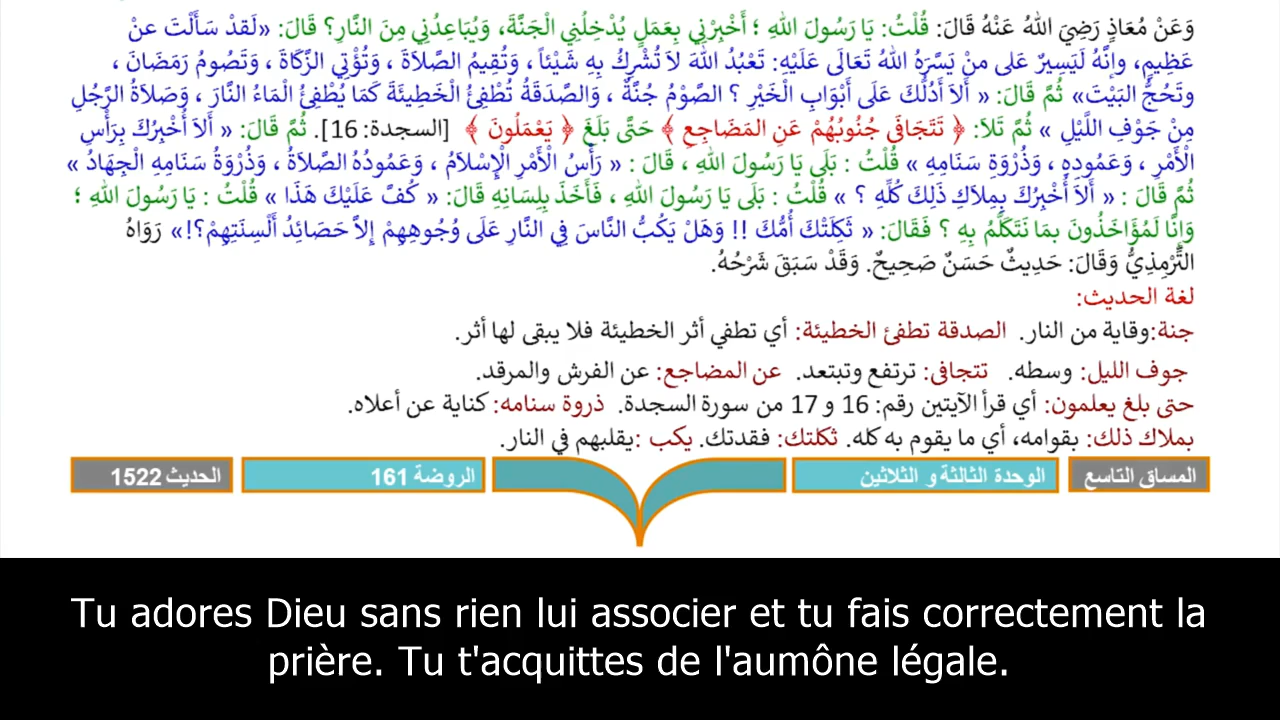 وَعَنْ مُعَاذٍ رَضِيَ اللهُ عَنْهُ قَالَ: قُلْتُ: يَا رَسُولَ اللهِ ؛ أَخْبِرْنِي بِعَمَلٍ يُدْخِلُنِي الْجَنَّةَ، وَيُبَاعِدُنِي مِنَ النَّارِ؟ قَالَ: «لَقدْ سَأَلْتَ عنْ
عَظِيمٍ، وإنَّهُ لَيَسِيرٌ عَلى منْ يَسَّرَهُ اللهُ تَعَالَى عَلَيْهِ: تَعْبُدُ اللهَ لاَ تُشْرِكُ بِهِ شَيْئاً ، وَتُقِيمُ الصَّلاَةَ ، وَتُؤْتِي الزَّكَاةَ ، وَتَصُومُ رَمَضَانَ ،
وتَحُجُّ البَيْتَ» ثُمَّ قَالَ: « أَلاَ أَدُلُّكَ عَلَى أَبْوَابِ الْخَيْرِ ؟ الصَّوْمُ جُنَّةٌ ، وَالصَّدَقَةُ تُطْفِئُ الْخَطِيئَةَ كَمَا يُطْفِئُ الْمَاءُ النَّارَ ، وَصَلاَةُ الرَّجُلِ
مِنْ جَوْفِ اللَّيْلِ » ثُمَّ تَلاَ: ﴿ تَتَجَافَى جُنُوبُهُمْ عَنِ المَضَاجِعِ ﴾ حَتَّى بَلَغَ ﴿ يَعْمَلُونَ ﴾ [السجدة: 16]. ثُمَّ قَالَ: « أَلاَ أُخْبِرُكَ بِرَأْسِ
الْأَمْرِ ، وَعَمُودِهِ ، وَذُرْوَةِ سَنَامِهِ » قُلْتُ : بَلَى يَا رَسُولَ اللهِ ، قَالَ : « رَأْسُ الْأَمْرِ الْإِسْلاَمُ ، وَعَمُودُهُ الصَّلاَةُ ، وَذُرْوَةُ سَنَامِهِ الْجِهَادُ »
ثُمَّ قَالَ : « أَلاَ أُخْبِرُكَ بِمِلاَكِ ذَلِكَ كُلِّهِ ؟ » قُلْتُ : بَلَى يَا رَسُولَ اللهِ ، فَأَخَذَ بِلِسَانِهِ قَالَ: « كُفَّ عَلَيْكَ هَذَا » قُلْتُ : يَا رَسُولَ اللهِ ؛
وَإِنَّا لَمُؤَاخَذُونَ بِمَا نَتَكَلَّمُ بِهِ ؟ فَقَالَ: « ثَكِلَتْكَ أُمُّكَ !! وَهَلْ يَكُبُّ النَّاسَ فِي النَّارِ عَلَى وُجُوهِهِمْ إِلاَّ حَصَائِدُ أَلْسِنَتِهِمْ؟!» رَوَاهُ
التِّرْمِذِيُّ وَقَالَ: حَدِيثٌ حَسَنٌ صَحِيحٌ. وَقَدْ سَبَقَ شَرْحُهُ.
لغة الحديث:
جنة:وقاية من النار. الصدقة تطفئ الخطيئة: أي تطفي أثر الخطيئة فلا يبقى لها أثر.
جوف الليل: وسطه. تتجافى: ترتفع وتبتعد. عن المضاجع: عن الفرش والمرقد.
حتى بلغ يعلمون: أي قرأ الآيتين رقم: 16 و 17 من سورة السجدة. ذروة سنامه: كناية عن أعلاه.
بملاك ذلك: بقوامه، أي ما يقوم به كله. ثكلتك: فقدتك. يكب :يقلبهم في النار.
المساق التاسع الوحدة الثالثة و الثلاثين الروضة 161 الحديث 1522
Tu adores Dieu sans rien lui associer et tu fais correctement la
prière. Tu t'acquittes de l'aumône légale.